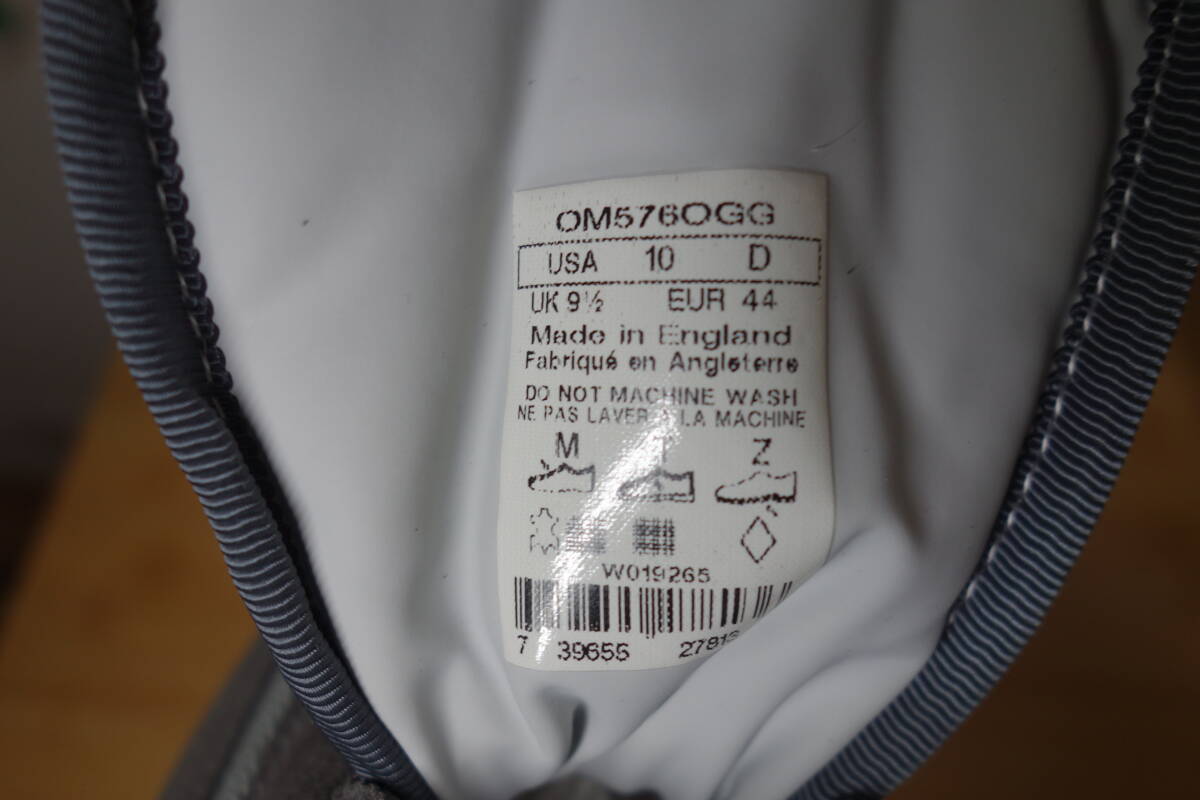 OM576OGG
USA 10 D
UK 9½ EUR 44
Made in England
Fabriqué en Angleterre
DO NOT MACHINE WASH
NE PAS LAVER À LA MACHINE
M Z
W019265
7 39655